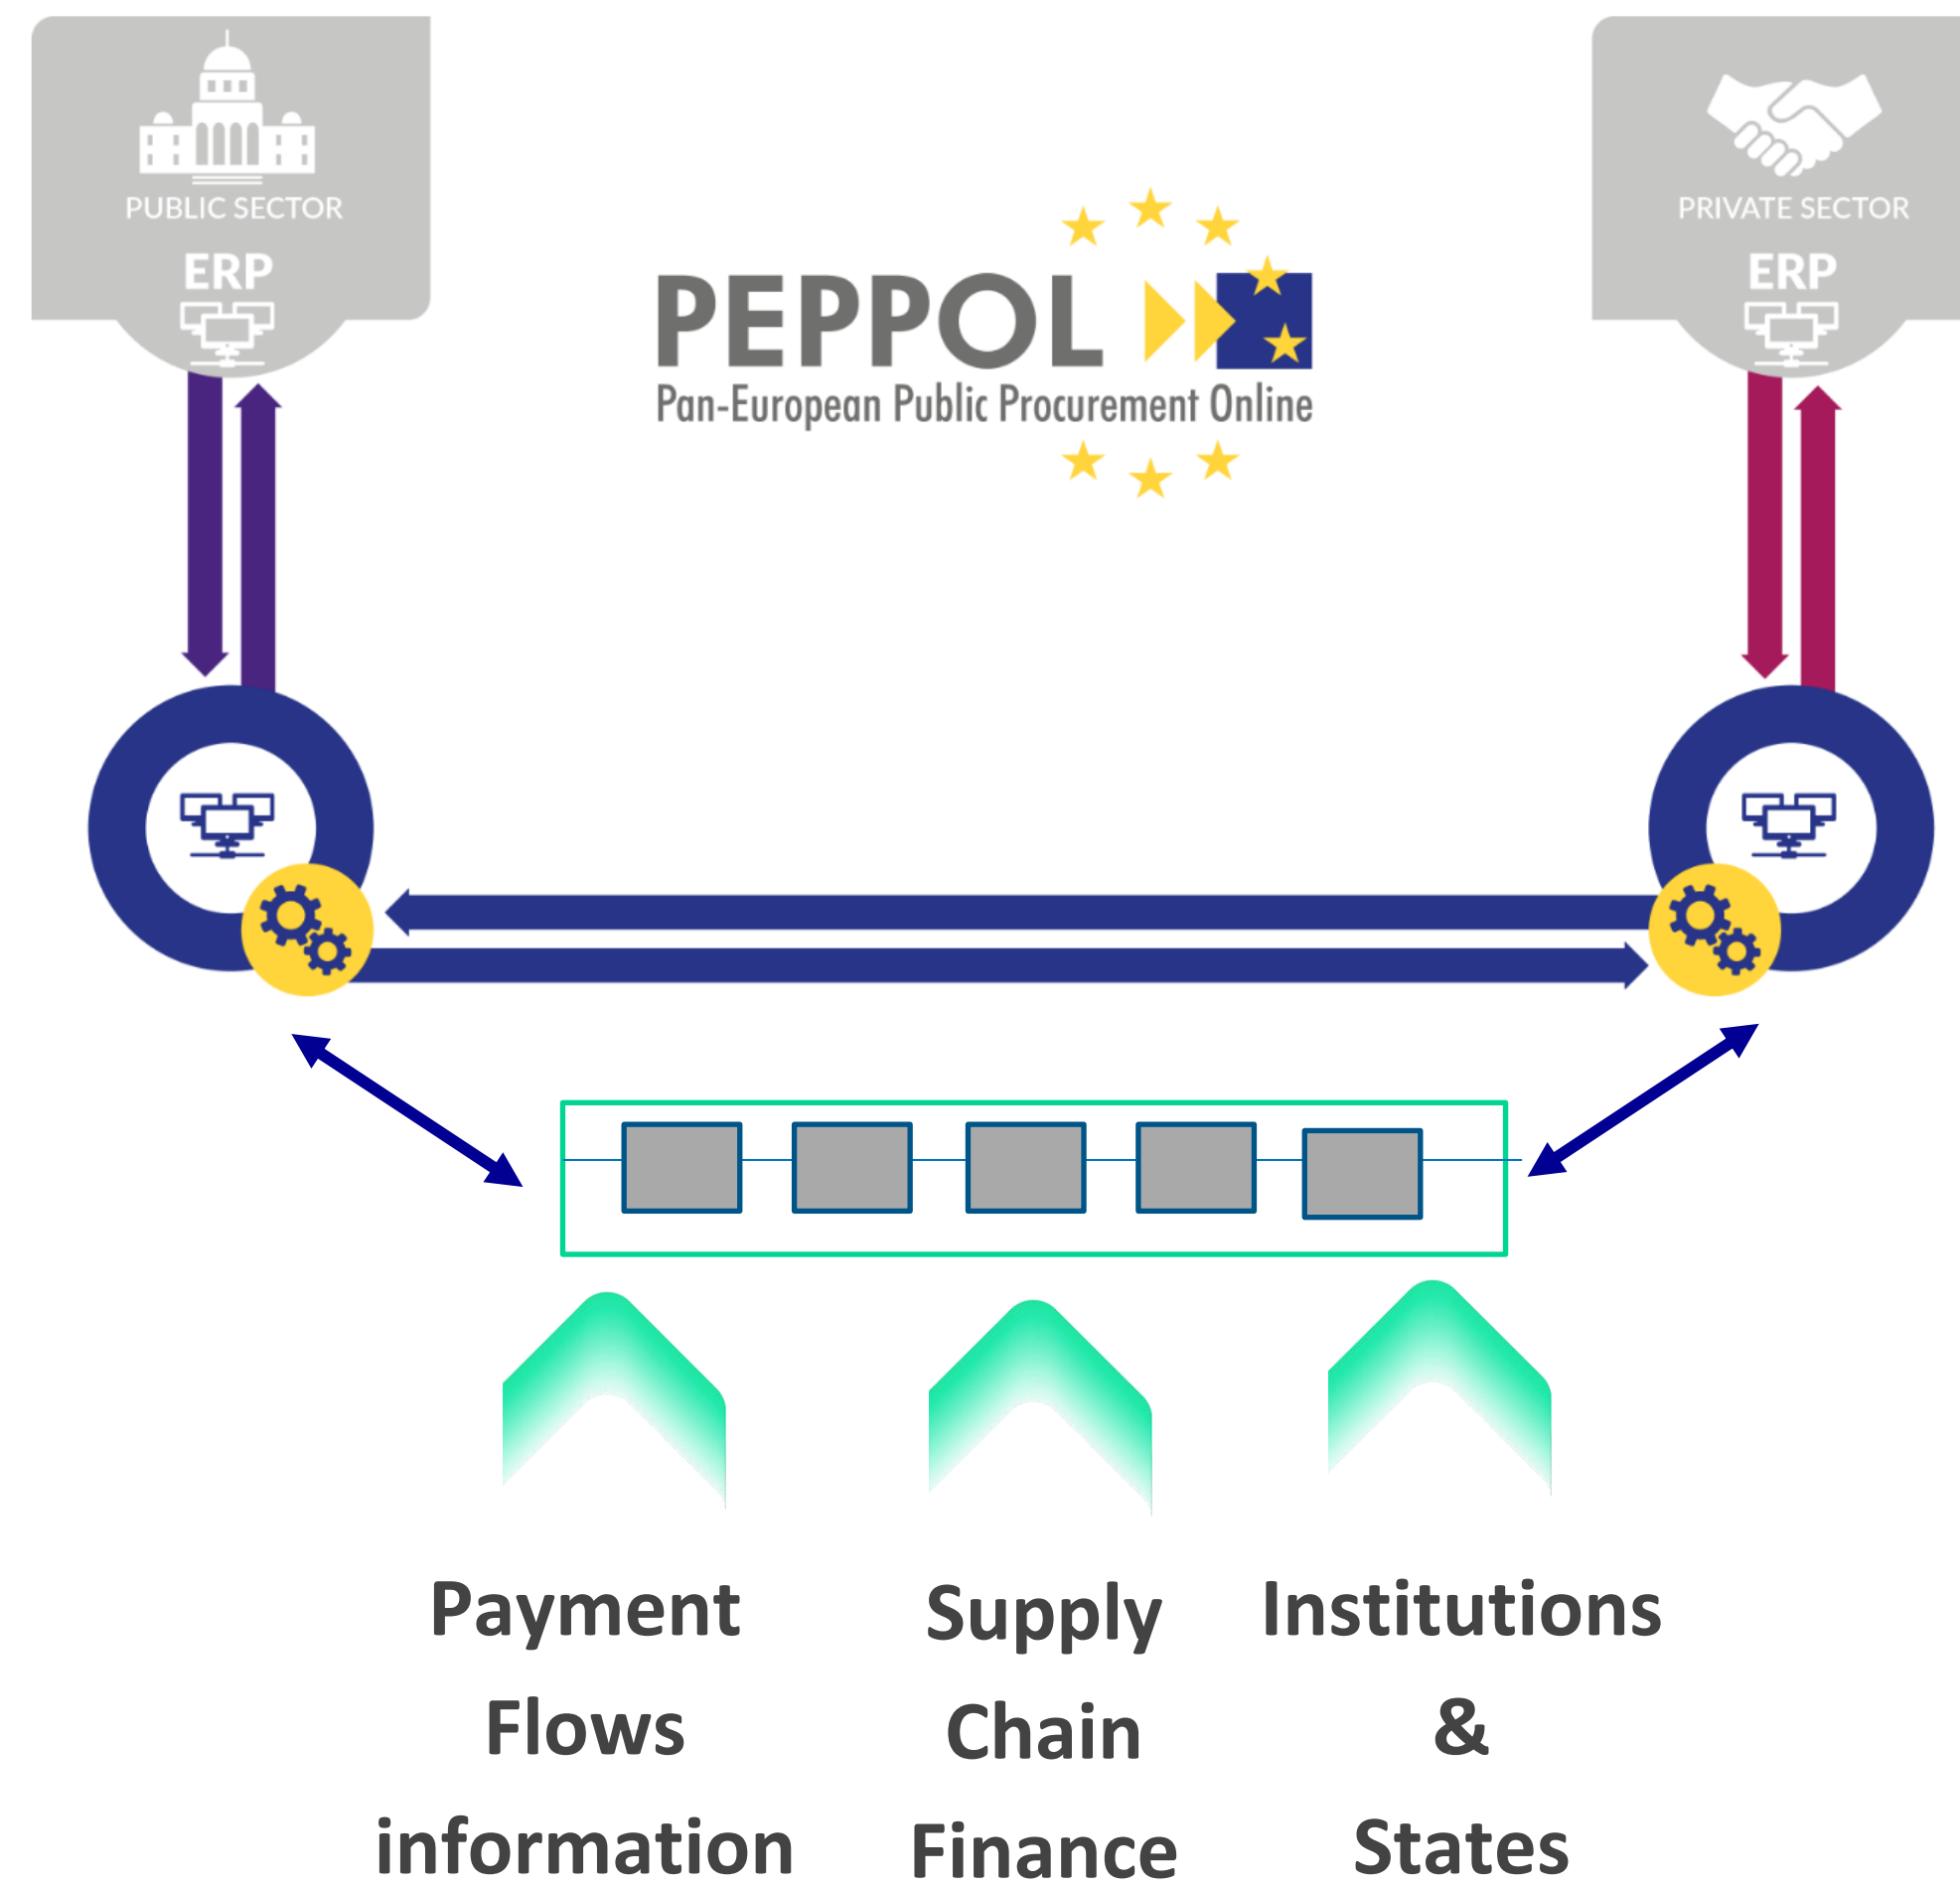 PUBLIC SECTOR
ERP
PRIVATE SECTOR
ERP
PEPPOL
Pan-European Public Procurement Online
Payment
Flows
information
Supply
Chain
Finance
Institutions
&
States